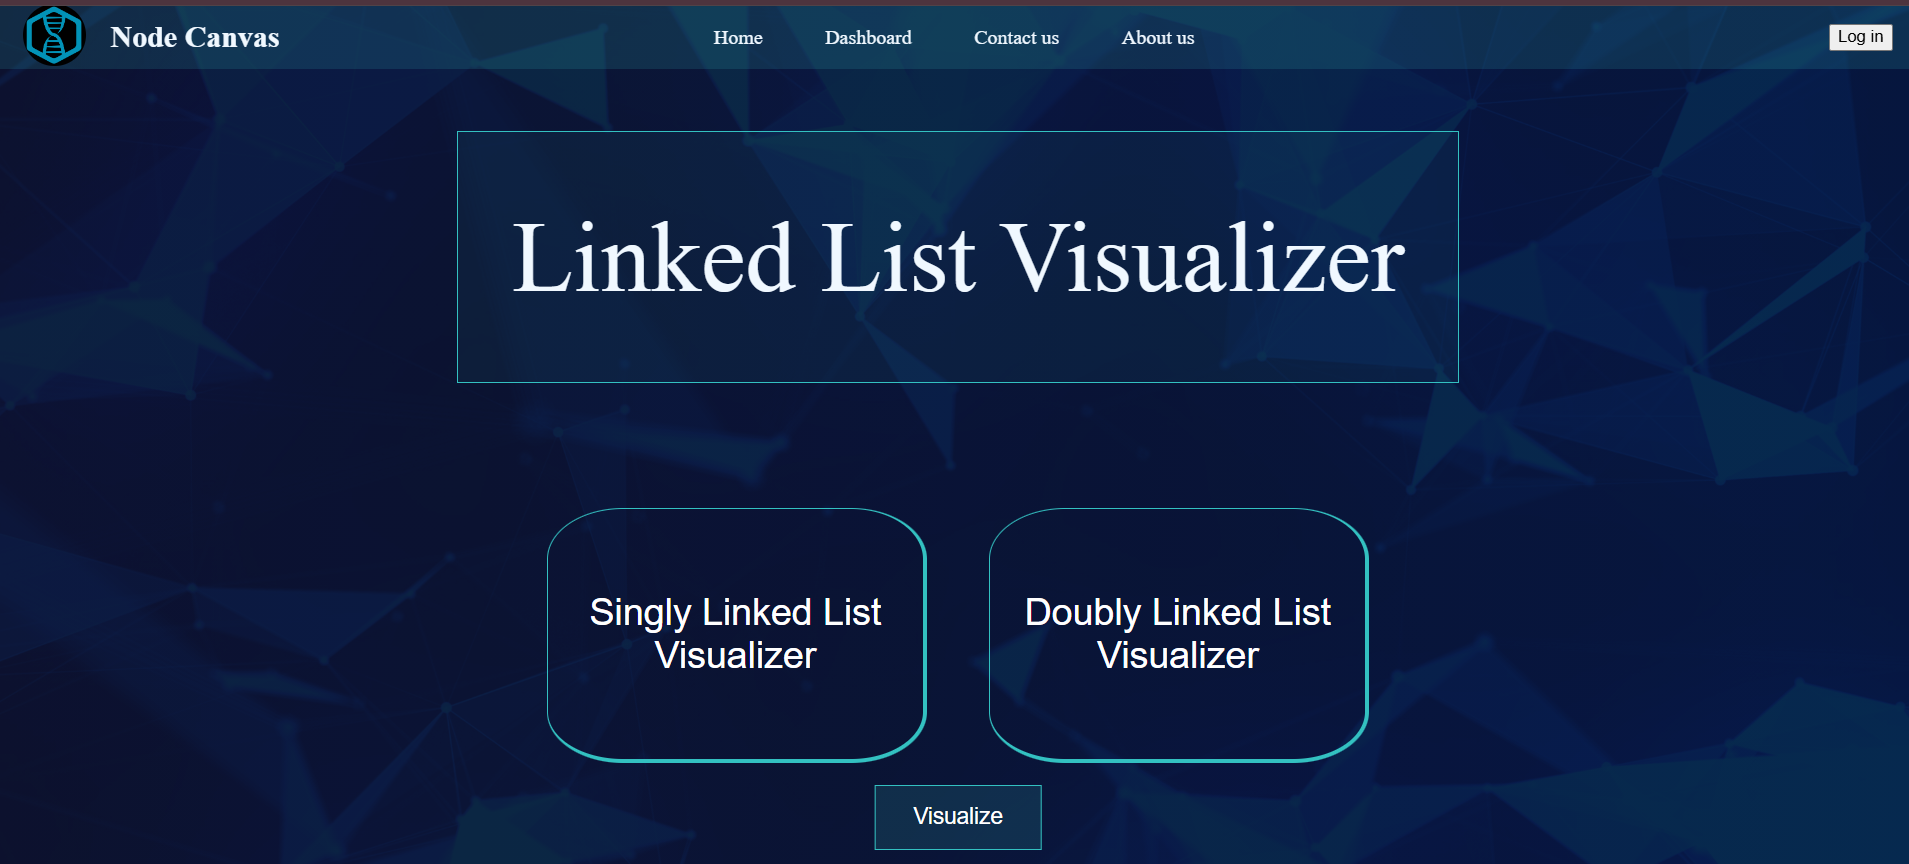 Node Canvas
Home
Dashboard
Contact us
About us
Log in
Linked List Visualizer
Singly Linked List
Visualizer
Doubly Linked List
Visualizer
Visualize